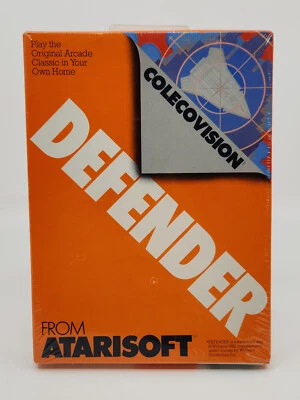 Play the
Original Arcade
Classic in Your
Own Home
COLECOVISION
DEFENDER
FROM
ATARISOFT